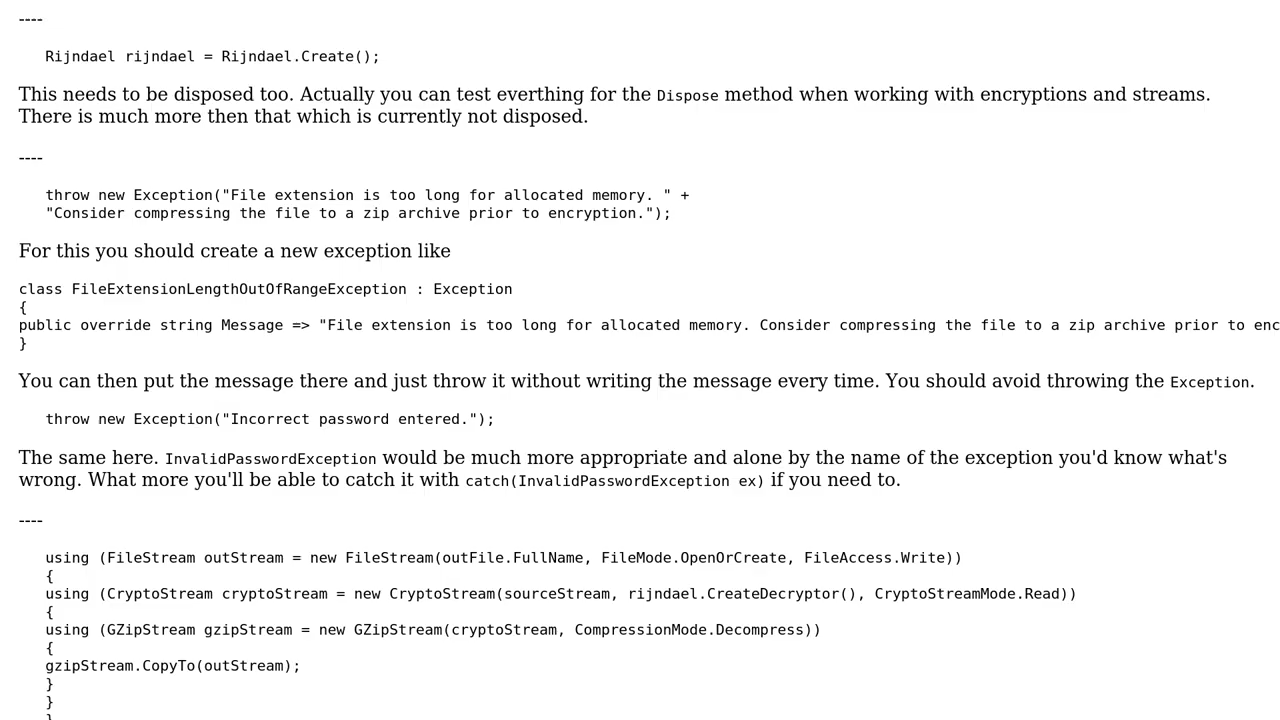 ----
Rijndael rijndael = Rijndael.Create();
This needs to be disposed too. Actually you can test everthing for the Dispose method when working with encryptions and streams.
There is much more then that which is currently not disposed.
----
throw new Exception("File extension is too long for allocated memory. " +
"Consider compressing the file to a zip archive prior to encryption.");
For this you should create a new exception like
class FileExtensionLengthOutOfRangeException : Exception
{
public override string Message => "File extension is too long for allocated memory. Consider compressing the file to a zip archive prior to enc
}
You can then put the message there and just throw it without writing the message every time. You should avoid throwing the Exception.
throw new Exception("Incorrect password entered.");
The same here. InvalidPasswordException would be much more appropriate and alone by the name of the exception you'd know what's
wrong. What more you'll be able to catch it with catch(InvalidPasswordException ex) if you need to.
----
using (FileStream outStream = new FileStream(outFile.FullName, FileMode.OpenOrCreate, FileAccess.Write))
{
using (CryptoStream cryptoStream = new CryptoStream(sourceStream, rijndael.CreateDecryptor(), CryptoStreamMode.Read))
{
using (GZipStream gzipStream = new GZipStream(cryptoStream, CompressionMode.Decompress))
{
gzipStream.CopyTo(outStream);
}
}
}